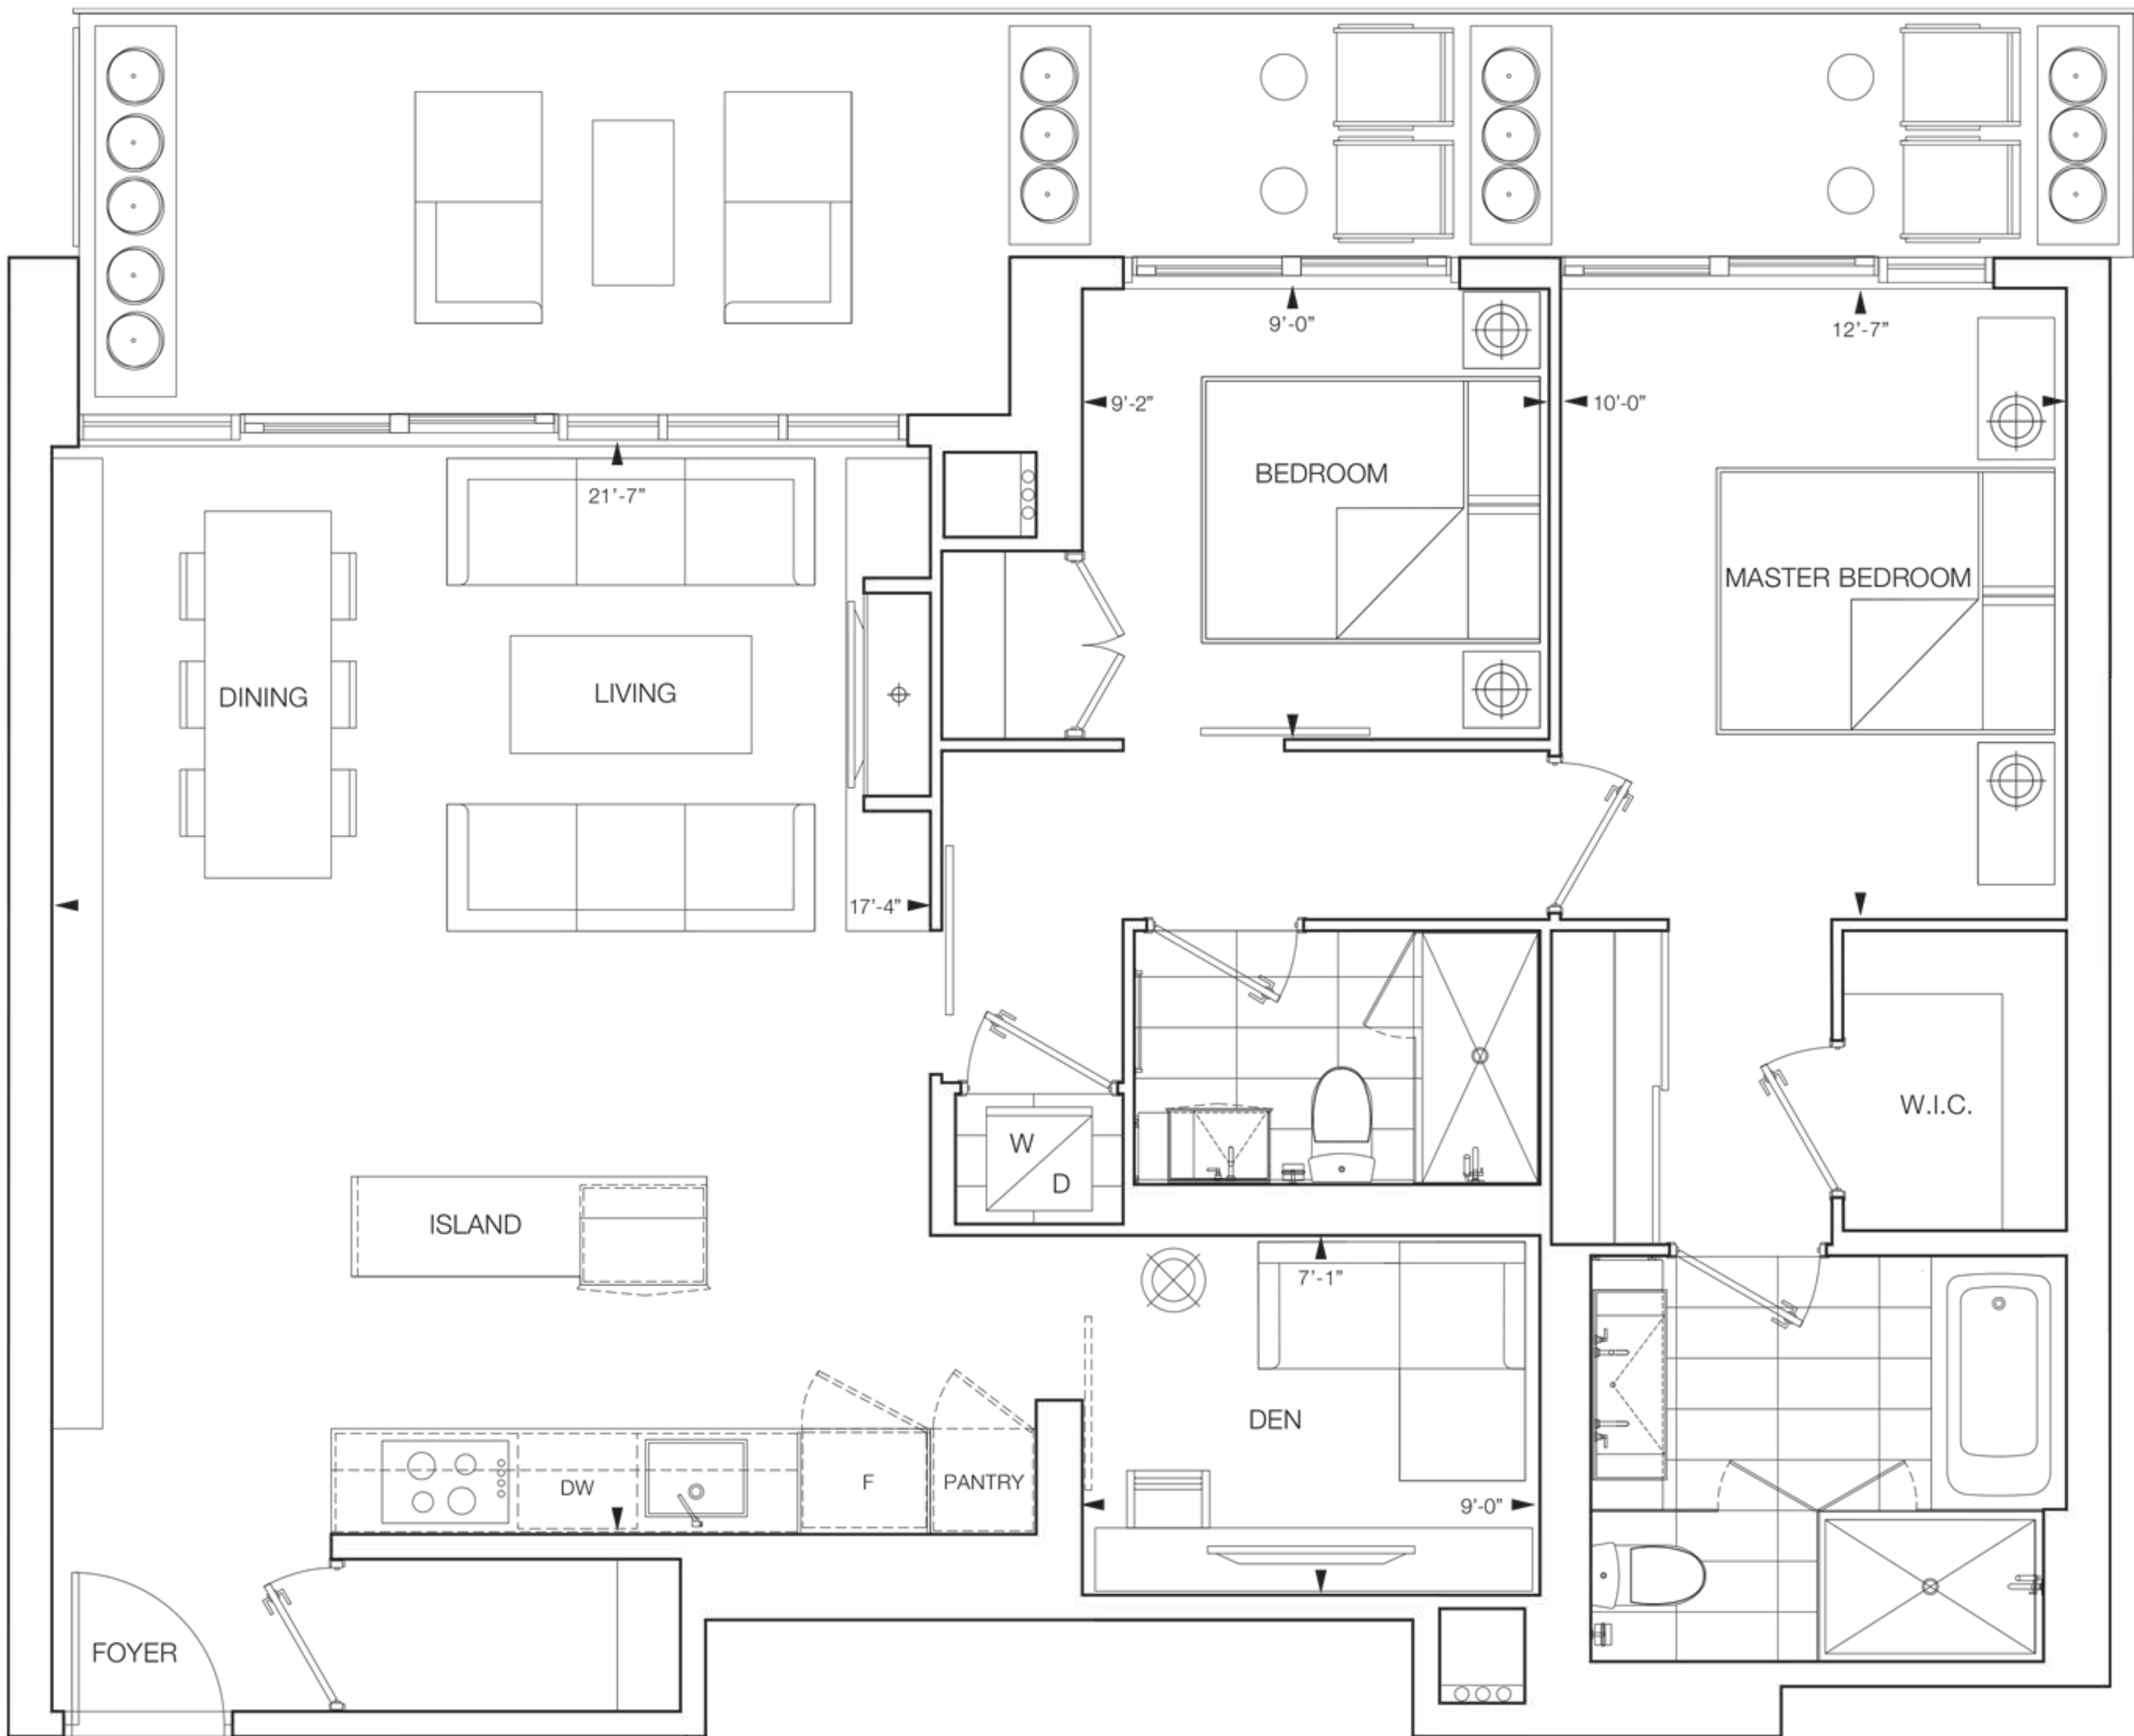 9'-0"
12'-7"
9'-2"
10'-0"
BEDROOM
21'-7"
MASTER BEDROOM
DINING
LIVING
17'-4"
W.I.C.
W
D
ISLAND
7'-1"
DEN
DW
F
PANTRY
9'-0"
FOYER